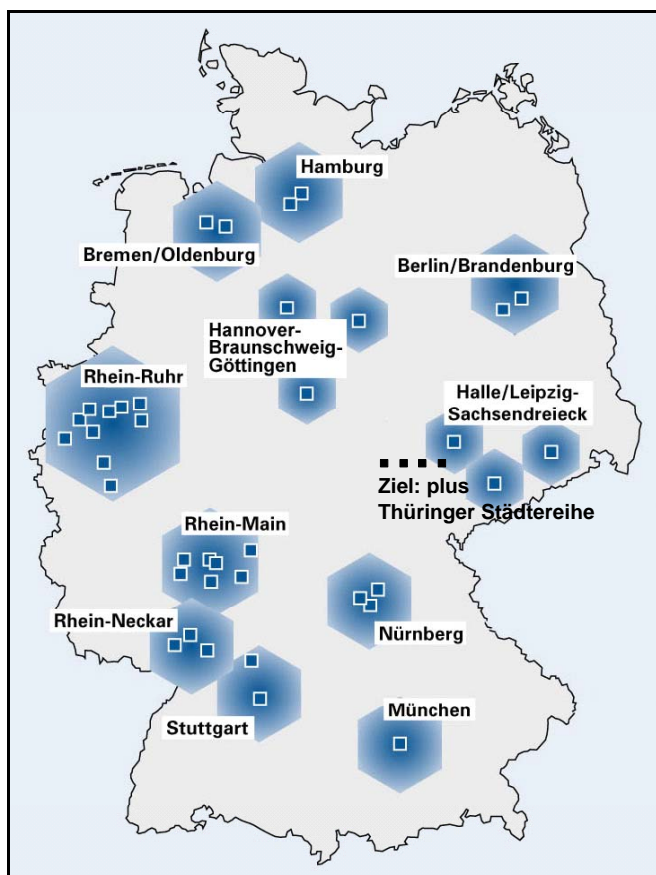 Hamburg
Bremen/Oldenburg
Berlin/Brandenburg
Hannover-
Braunschweig-
Göttingen
Rhein-Ruhr
Halle/Leipzig-
Sachsendreieck
Ziel: plus
Thüringer Städtereihe
Rhein-Main
Rhein-Neckar
Nürnberg
Stuttgart
München